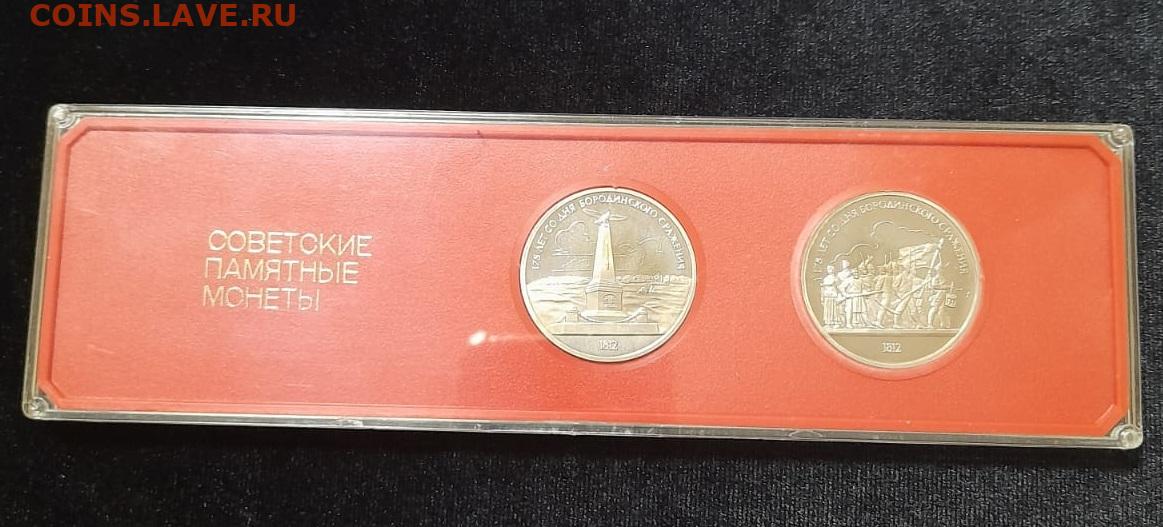 COINS.LAVE.RU
СОВЕТСКИЕ
ПАМЯТНЫЕ
МОНЕТЫ
175 ЛЕТ СО ДНЯ БОРОДИНСКОГО СРАЖЕНИЯ
1812
175 ЛЕТ СО ДНЯ БОРОДИНСКОГО СРАЖЕНИЯ
1812